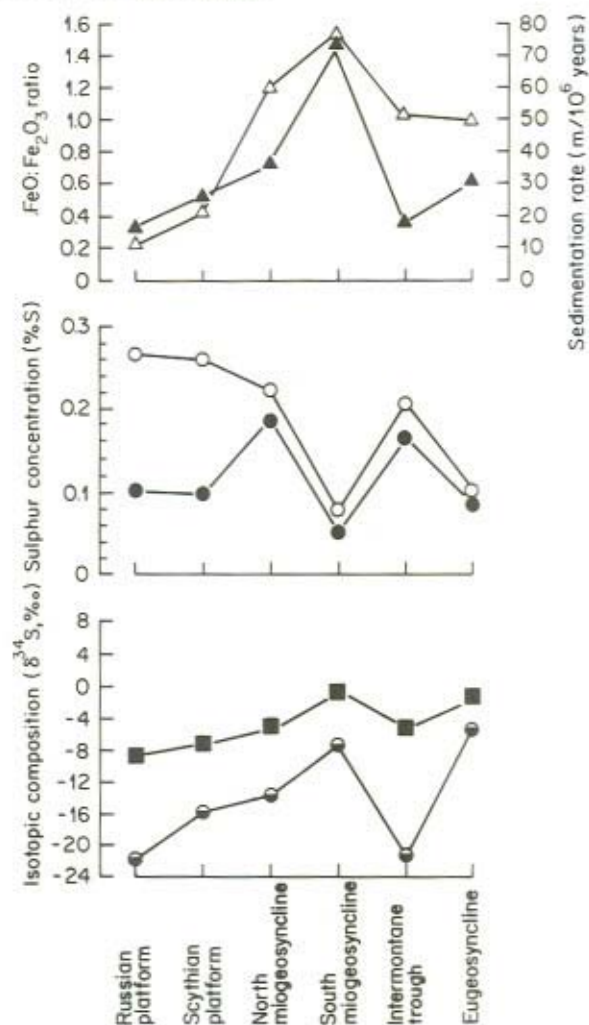 FeO:Fe2O3 ratio
1.6
1.4
1.2
1.0
0.8
0.6
0.4
0.2
0
80
70
60
50
40
30
20
10
0
Sedimentation rate (m/10^6 years)
Sulphur concentration (%S)
0.3
0.2
0.1
0
Isotopic composition (δ34S,‰)
8
4
0
-4
-8
-12
-16
-20
-24
Russian
platform
Scythian
platform
North
miogeosyncline
South
miogeosyncline
Intermontane
trough
Eugeosyncline